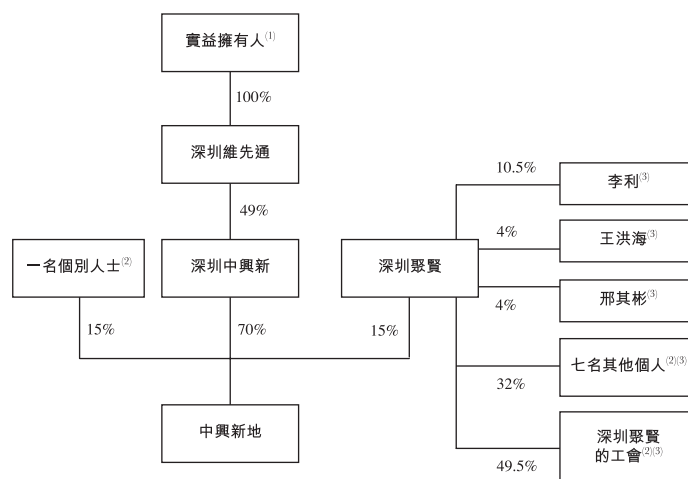 實益擁有人(1)
100%
深圳維先通
10.5%
李利(3)
49%
4%
王洪海(3)
一名個別人士(2)
深圳中興新
深圳聚賢
4%
邢其彬(3)
15%
70%
15%
七名其他個人(2)(3)
32%
中興新地
深圳聚賢
的工會(2)(3)
49.5%